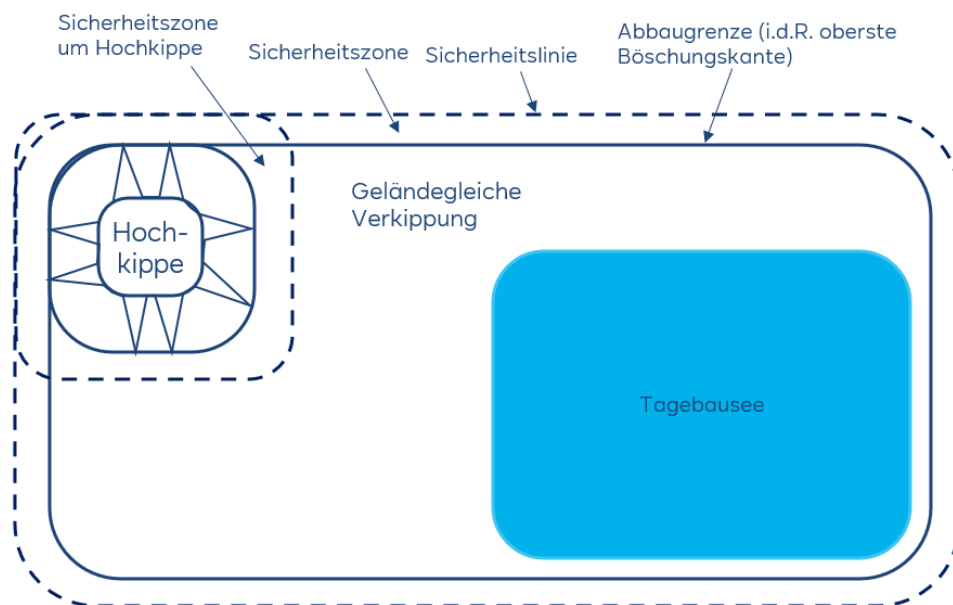 Sicherheitszone
um Hochkippe
Sicherheitszone
Sicherheitslinie
Abbaugrenze (i.d.R. oberste
Böschungskante)
Geländegleiche
Verkippung
Hoch-
kippe
Tagebausee